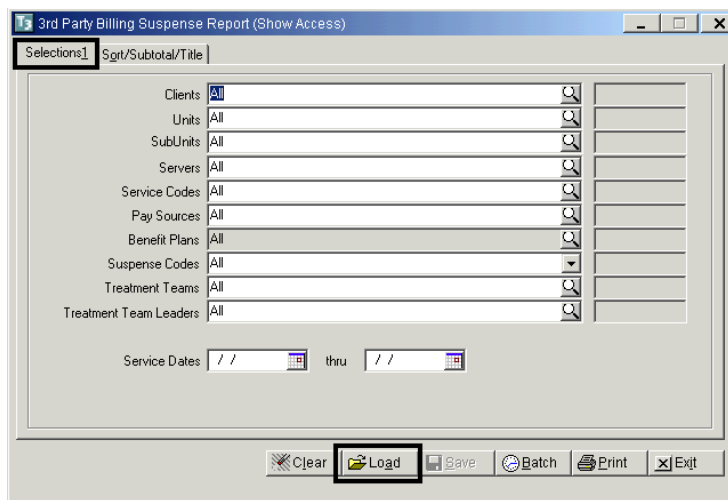 T3 3rd Party Billing Suspense Report (Show Access)
Selections1 Sort/Subtotal/Title
Clients All
Units All
SubUnits All
Servers All
Service Codes All
Pay Sources All
Benefit Plans All
Suspense Codes All
Treatment Teams All
Treatment Team Leaders All
Service Dates / / thru / /
Clear Load Save Batch Print Exit